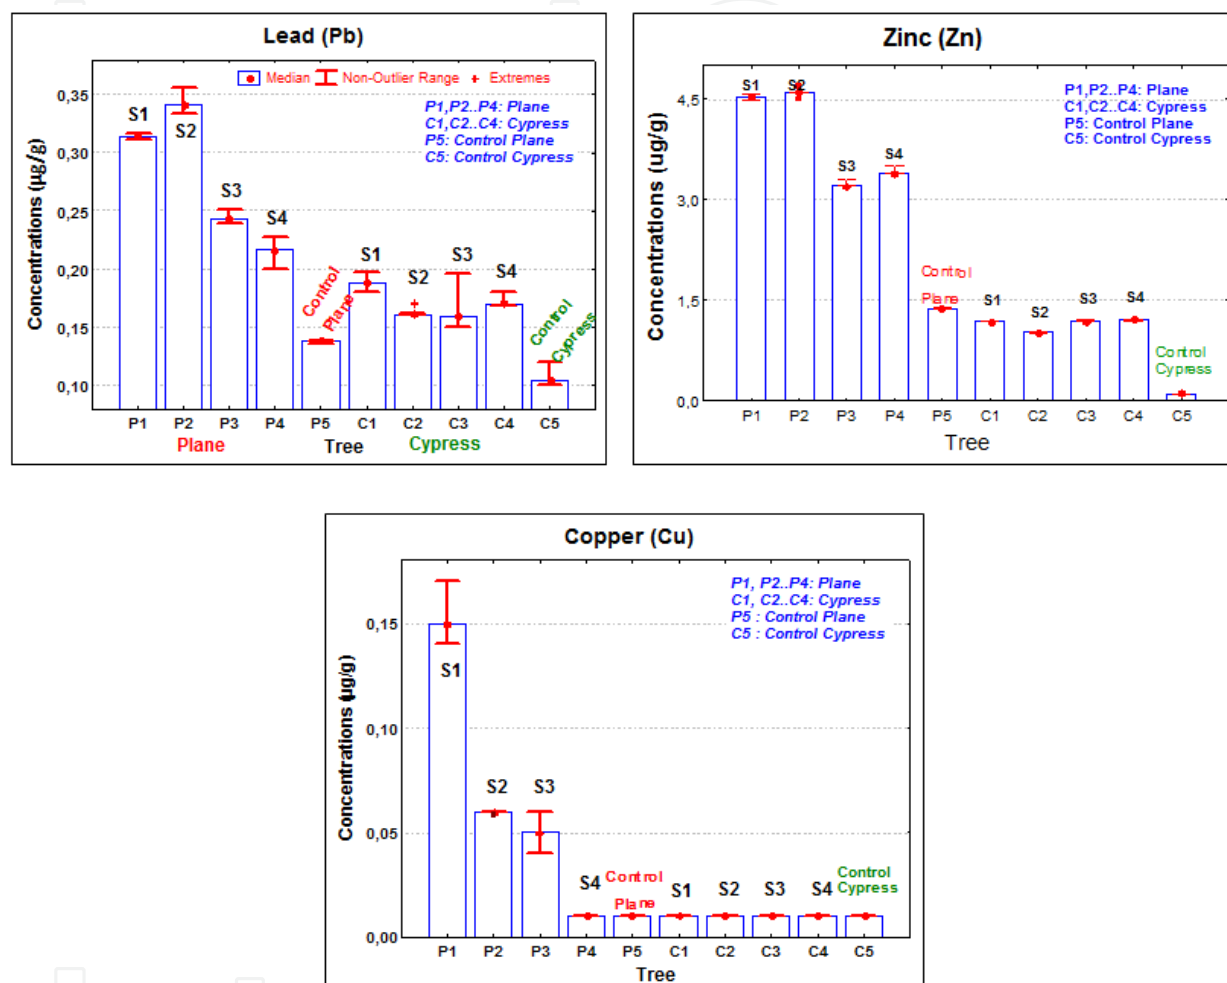 Lead (Pb)
Median Non-Outlier Range Extremes
P1,P2..P4: Plane
C1,C2..C4: Cypress
P5: Control Plane
C5: Control Cypress
Concentrations (µg/g)
0,35
0,30
0,25
0,20
0,15
0,10
S1
S2
S3
S4
Control
Plane
S1
S2
S3
S4
Control
Cypress
P1 P2 P3 P4 P5 C1 C2 C3 C4 C5
Plane Tree Cypress
Zinc (Zn)
P1,P2..P4: Plane
C1,C2..C4: Cypress
P5: Control Plane
C5: Control Cypress
Concentrations (ug/g)
4,5
3,0
1,5
0,0
S1
S2
S3
S4
Control
Plane
S1
S2
S3
S4
Control
Cypress
P1 P2 P3 P4 P5 C1 C2 C3 C4 C5
Tree
Copper (Cu)
P1, P2..P4: Plane
C1, C2..C4: Cypress
P5 : Control Plane
C5 : Control Cypress
Concentrations (µg/g)
0,15
0,10
0,05
0,00
S1
S2
S3
S4
Control
Plane
S1
S2
S3
S4
Control
Cypress
P1 P2 P3 P4 P5 C1 C2 C3 C4 C5
Tree